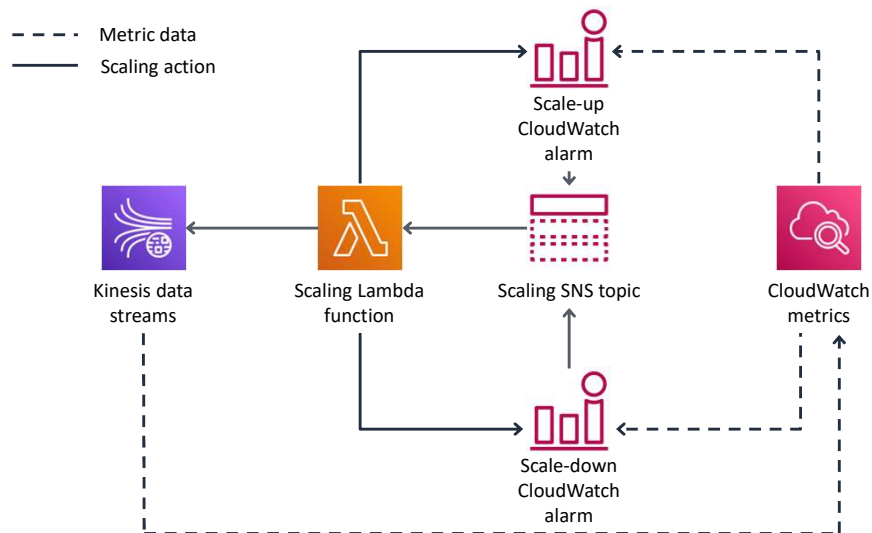 Metric data
Scaling action
Scale-up
CloudWatch
alarm
Kinesis data
streams
Scaling Lambda
function
Scaling SNS topic
CloudWatch
metrics
Scale-down
CloudWatch
alarm